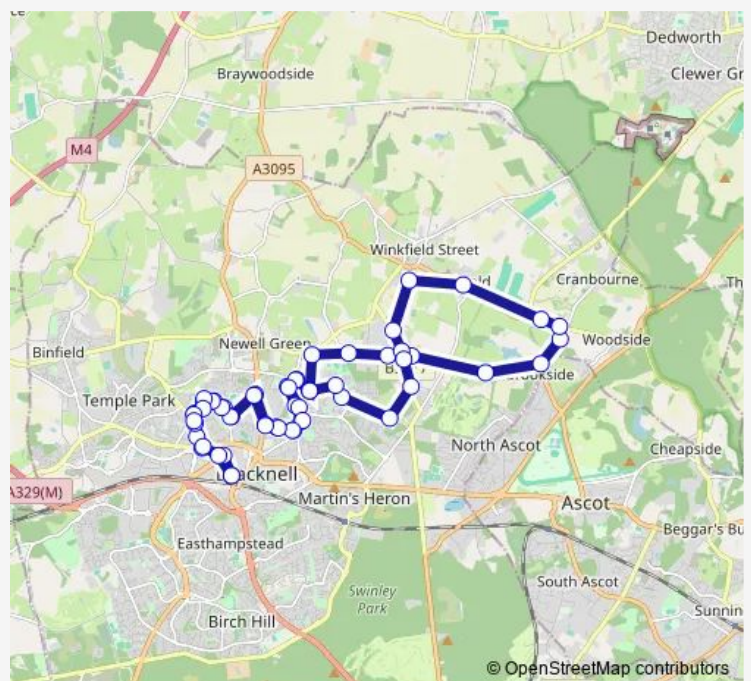 Dedworth
Braywoodside
Clewer Gr
M4
A3095
Winkfield Street
Cranbourne
Th
Newell Green
Woodside
Binfield
Temple Park
North Ascot
Cheapside
A329(M)
Martin's Heron
Ascot
Beggar's Bu
Easthampstead
South Ascot
Swinley
Park
Sunnin
Birch Hill
© OpenStreetMap contributors